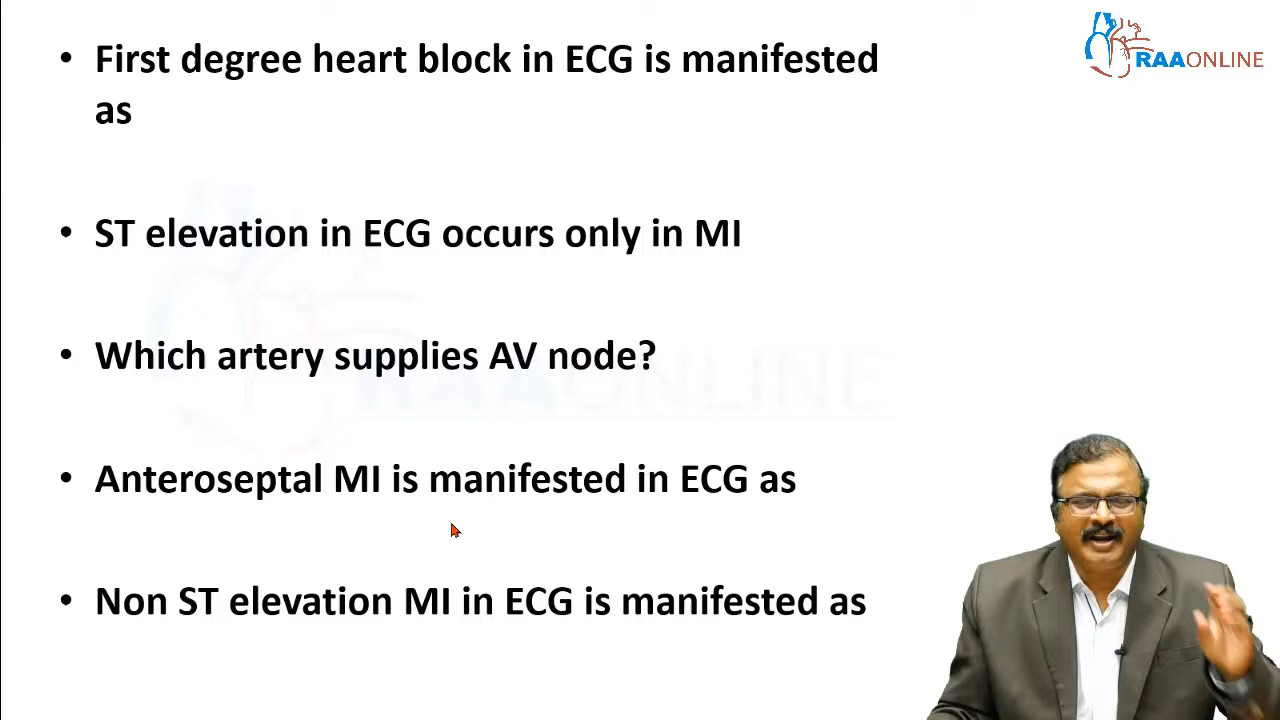 RAAONLINE
• First degree heart block in ECG is manifested
as
• ST elevation in ECG occurs only in MI
• Which artery supplies AV node?
RAAONLINE
• Anteroseptal MI is manifested in ECG as
• Non ST elevation MI in ECG is manifested as